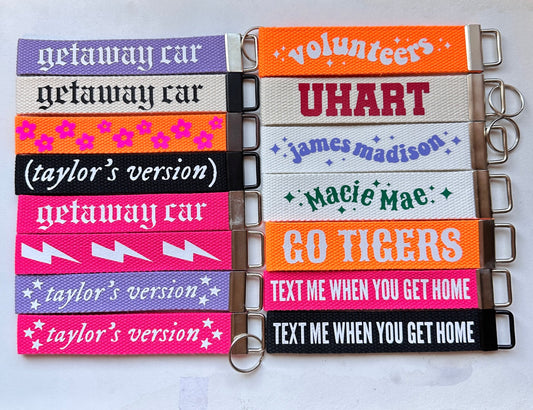 getaway car
getaway car
(taylor's version)
getaway car
taylor's version
taylor's version
volunteers
UHART
james madison
Macie Mae
GO TIGERS
TEXT ME WHEN YOU GET HOME
TEXT ME WHEN YOU GET HOME